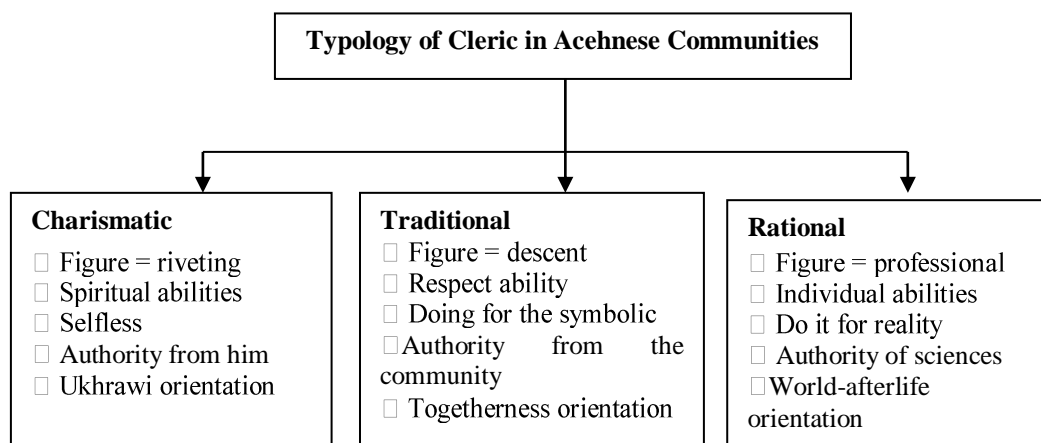 Typology of Cleric in Acehnese Communities
Charismatic
□ Figure = riveting
□ Spiritual abilities
□ Selfless
□ Authority from him
□ Ukhrawi orientation
Traditional
□ Figure = descent
□ Respect ability
□ Doing for the symbolic
□Authority from the
community
□ Togetherness orientation
Rational
□ Figure = professional
□ Individual abilities
□ Do it for reality
□ Authority of sciences
□World-afterlife
orientation